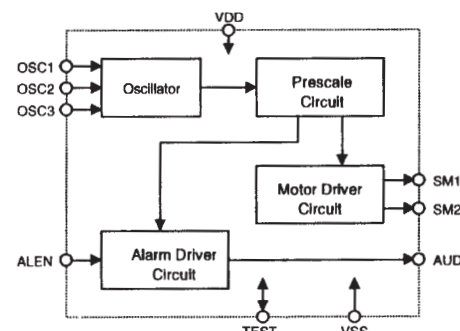 VDD
OSC1
OSC2
OSC3
Oscillator
Prescale
Circuit
Motor Driver
Circuit
SM1
SM2
ALEN
Alarm Driver
Circuit
AUD
TEST
VSS